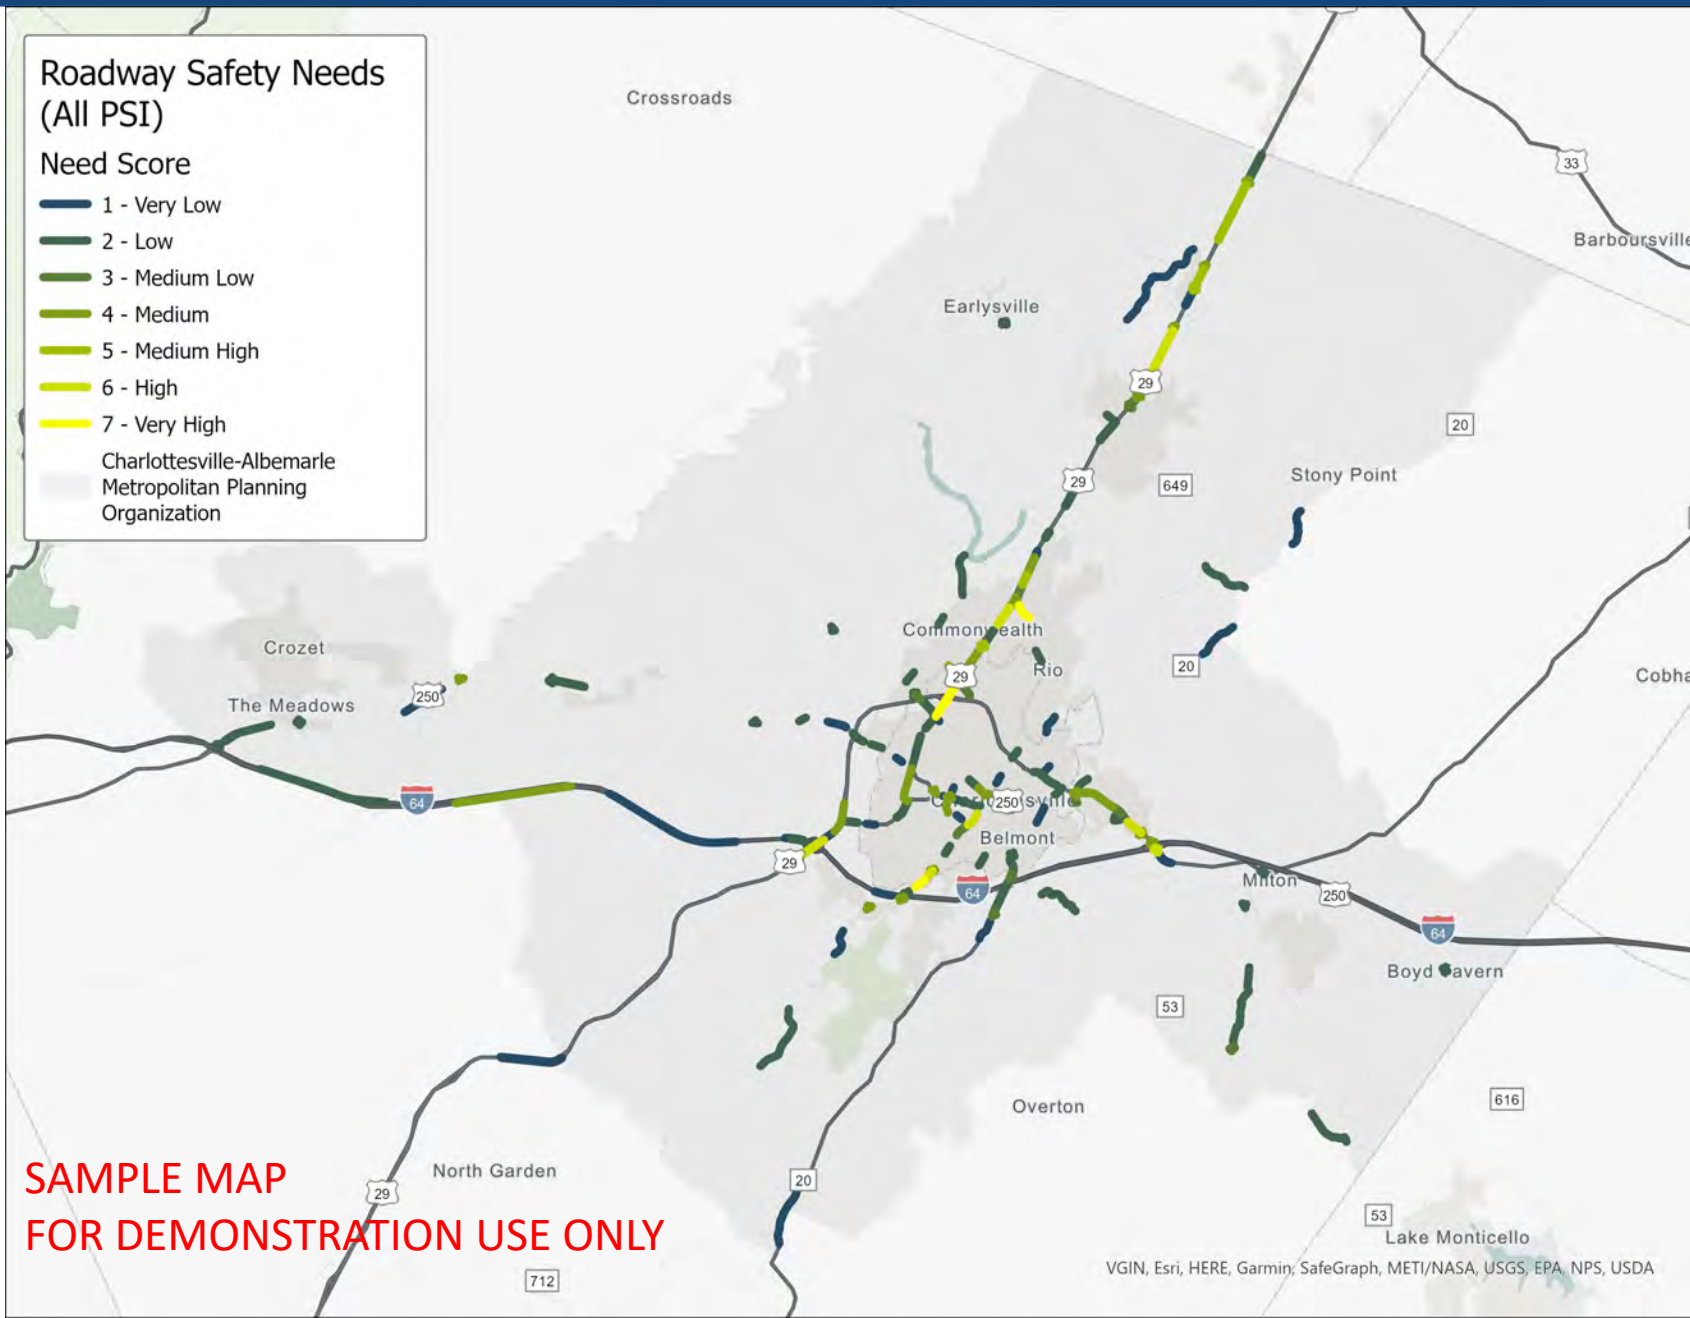 Roadway Safety Needs
(All PSI)
Need Score
1 - Very Low
2 - Low
3 - Medium Low
4 - Medium
5 - Medium High
6 - High
7 - Very High
Charlottesville-Albemarle
Metropolitan Planning
Organization
Crossroads
33
Barboursville
Earlysville
29
20
Stony Point
29
649
Crozet
Commonwealth
Rio
29
20
Cobha
250
The Meadows
64
Charlottesville
250
Belmont
29
64
Milton
250
64
Boyd Tavern
53
Overton
616
North Garden
20
29
53
Lake Monticello
712
SAMPLE MAP
FOR DEMONSTRATION USE ONLY
VGIN, Esri, HERE, Garmin, SafeGraph, METI/NASA, USGS, EPA, NPS, USDA